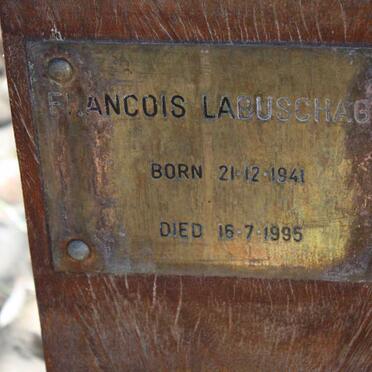 FRANCOIS LABUSCHAG
BORN 21-12-1941
DIED 16-7-1995